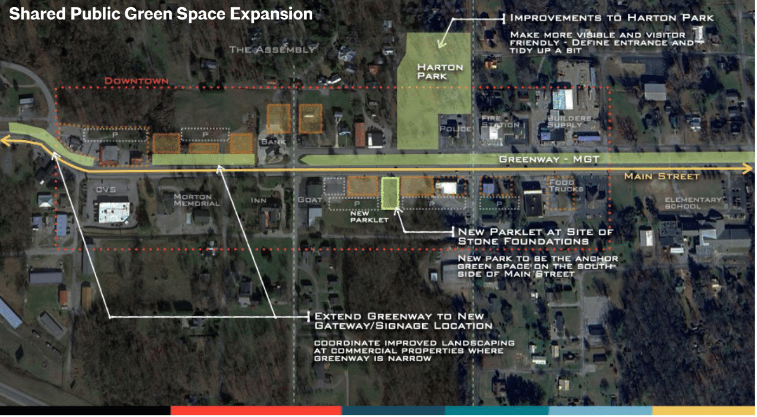 Shared Public Green Space Expansion
Improvements to Harton Park
Make more visible and visitor
friendly - Define entrance and
tidy up a bit
The Assembly
Harton
Park
Downtown
P
P
Bank
Police
Fire
Station
Builders
Supply
Greenway - MGT
Main Street
CVS
Morton
Memorial
Inn
Goat
P
New
Parklet
P
P
Food
Trucks
Elementary
School
New Parklet at Site of
Stone Foundations
New park to be the anchor
green space on the south-
side of Main Street
Extend Greenway to New
Gateway/Signage Location
coordinate improved landscaping
at commercial properties where
greenway is narrow